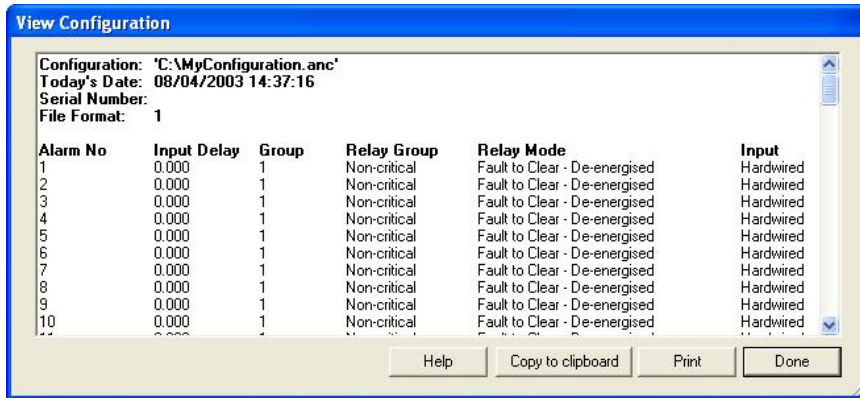 View Configuration
Configuration: 'C:\MyConfiguration.anc'
Today's Date: 08/04/2003 14:37:16
Serial Number:
File Format: 1
Alarm No Input Delay Group Relay Group Relay Mode Input
1 0.000 1 Non-critical Fault to Clear - De-energised Hardwired
2 0.000 1 Non-critical Fault to Clear - De-energised Hardwired
3 0.000 1 Non-critical Fault to Clear - De-energised Hardwired
4 0.000 1 Non-critical Fault to Clear - De-energised Hardwired
5 0.000 1 Non-critical Fault to Clear - De-energised Hardwired
6 0.000 1 Non-critical Fault to Clear - De-energised Hardwired
7 0.000 1 Non-critical Fault to Clear - De-energised Hardwired
8 0.000 1 Non-critical Fault to Clear - De-energised Hardwired
9 0.000 1 Non-critical Fault to Clear - De-energised Hardwired
10 0.000 1 Non-critical Fault to Clear - De-energised Hardwired
Help Copy to clipboard Print Done